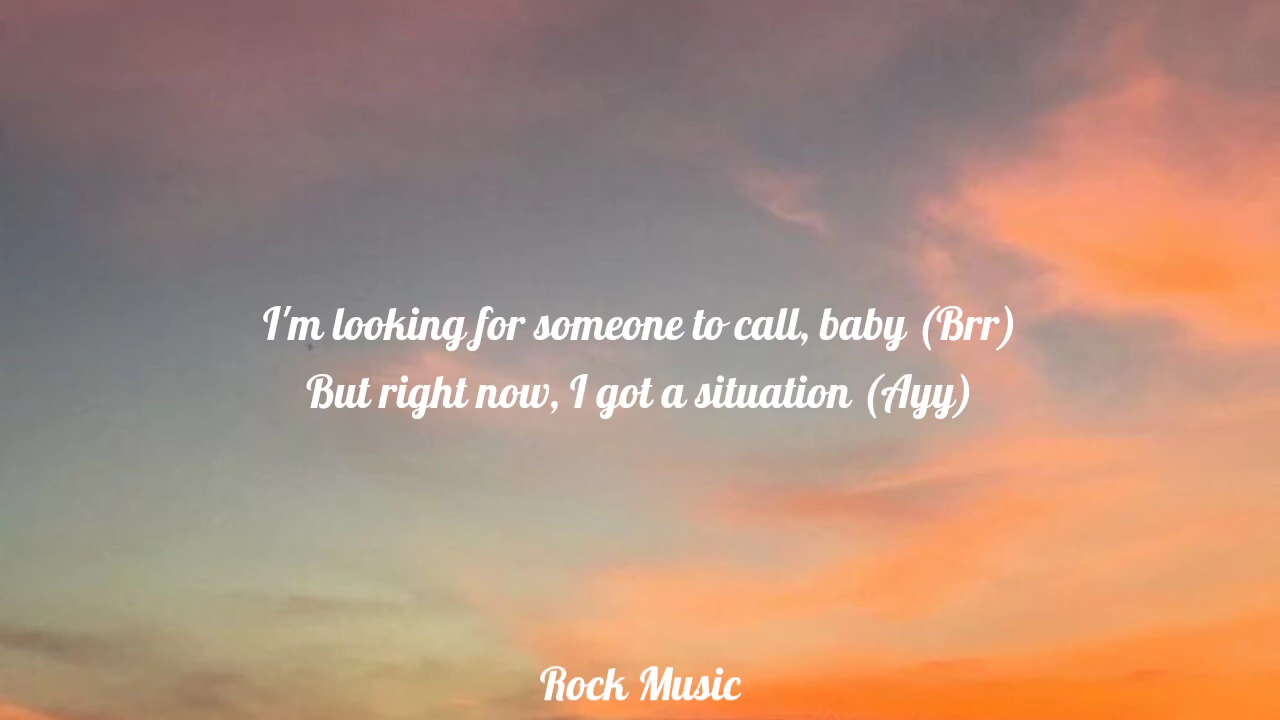 I'm looking for someone to call, baby (Brr)
But right now, I got a situation (Ayy)
Rock Music